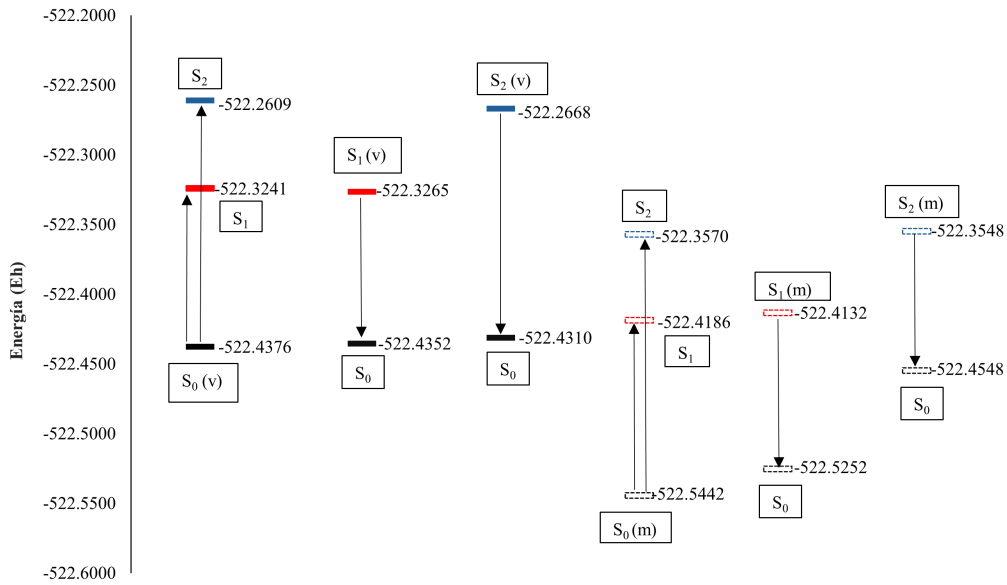 -522.2000
-522.2500
-522.3000
-522.3500
-522.4000
-522.4500
-522.5000
-522.5500
-522.6000
Energía (Eh)
S2
-522.2609
-522.3241
S1
-522.4376
S0 (v)
S1 (v)
-522.3265
-522.4352
S0
S2 (v)
-522.2668
-522.4310
S0
S2
-522.3570
-522.4186
S1
-522.5442
S0 (m)
S1 (m)
-522.4132
-522.5252
S0
S2 (m)
-522.3548
-522.4548
S0